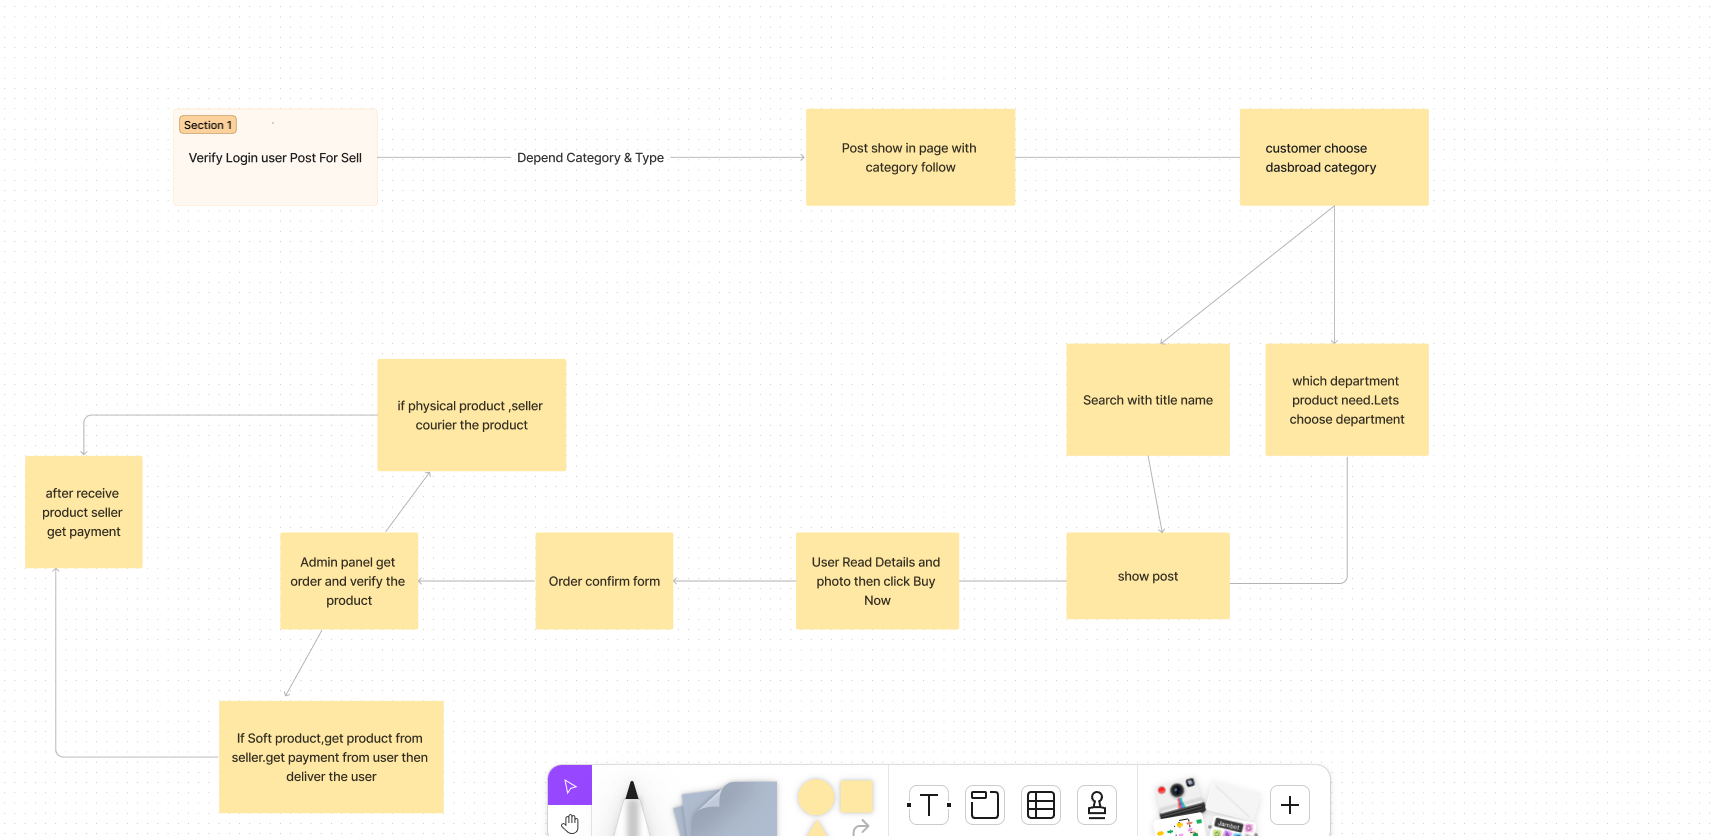 Section 1
Verify Login user Post For Sell
Depend Category & Type
Post show in page with
category follow
customer choose
dasbroad category
Search with title name
which department
product need.Lets
choose department
if physical product ,seller
courier the product
after receive
product seller
get payment
Admin panel get
order and verify the
product
Order confirm form
User Read Details and
photo then click Buy
Now
show post
If Soft product,get product from
seller.get payment from user then
deliver the user
T
Jambot